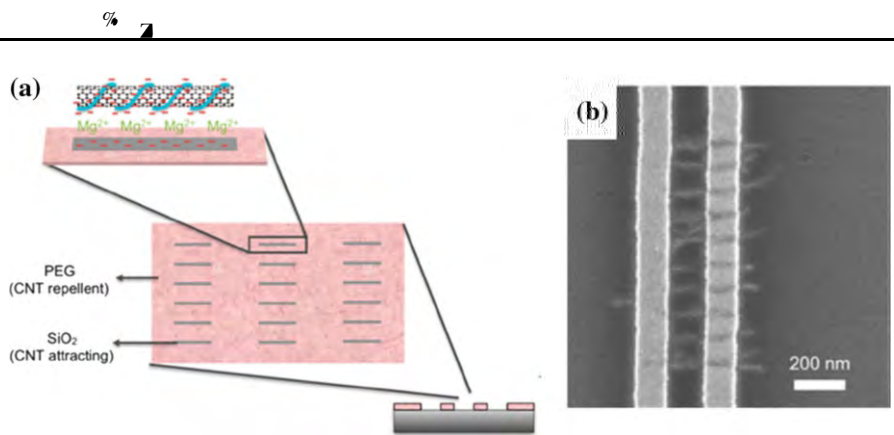 %
(a)
Mg²⁺ Mg²⁺ Mg²⁺ Mg²⁺
PEG
(CNT repellent)
SiO₂
(CNT attracting)
(b)
200 nm